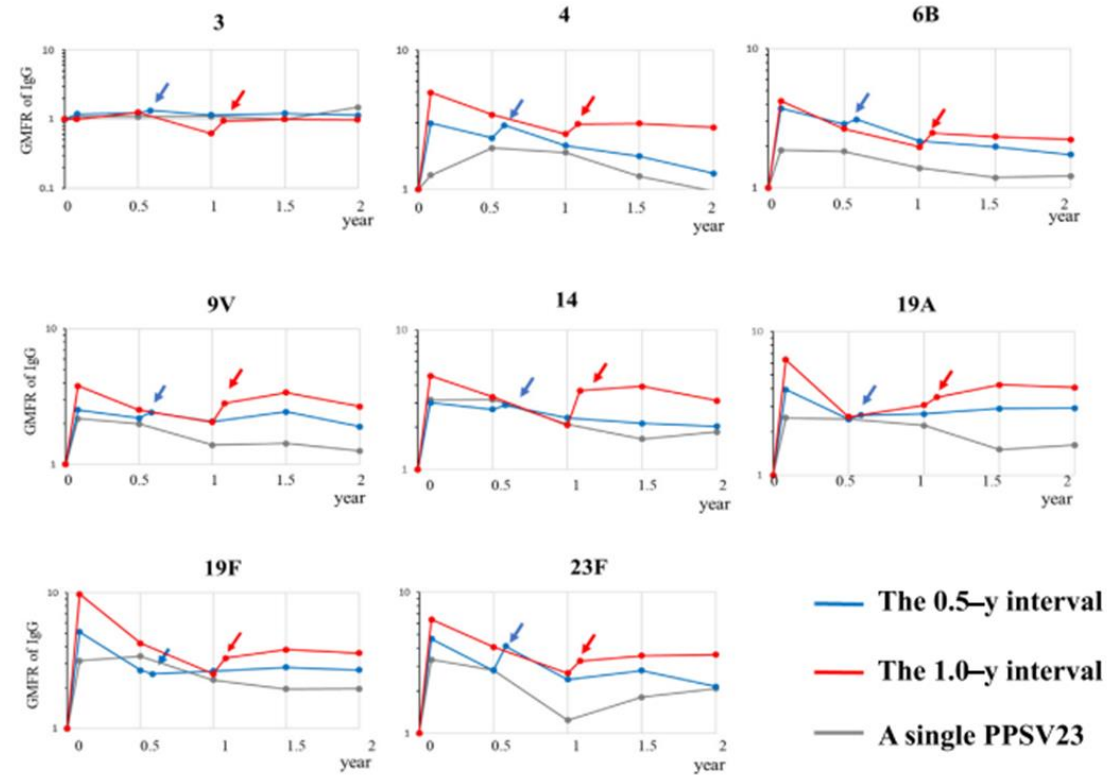 3
4
6B
GMFR of IgG
10
1
0.1
0 0.5 1 1.5 2
year
10
1
0 0.5 1 1.5 2
year
10
1
0 0.5 1 1.5 2
year
9V
14
19A
GMFR of IgG
10
1
0 0.5 1 1.5 2
year
10
1
0 0.5 1 1.5 2
year
10
1
0 0.5 1 1.5 2
year
19F
23F
GMFR of IgG
10
1
0 0.5 1 1.5 2
year
10
1
0 0.5 1 1.5 2
year
The 0.5–y interval
The 1.0–y interval
A single PPSV23